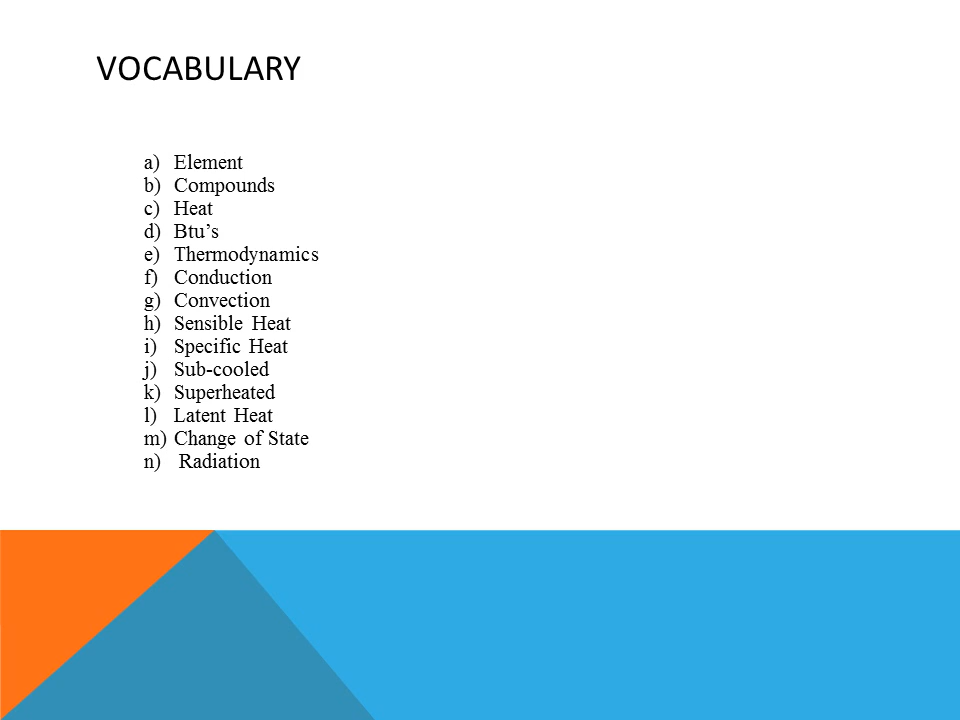 VOCABULARY
a) Element
b) Compounds
c) Heat
d) Btu’s
e) Thermodynamics
f) Conduction
g) Convection
h) Sensible Heat
i) Specific Heat
j) Sub-cooled
k) Superheated
l) Latent Heat
m) Change of State
n) Radiation